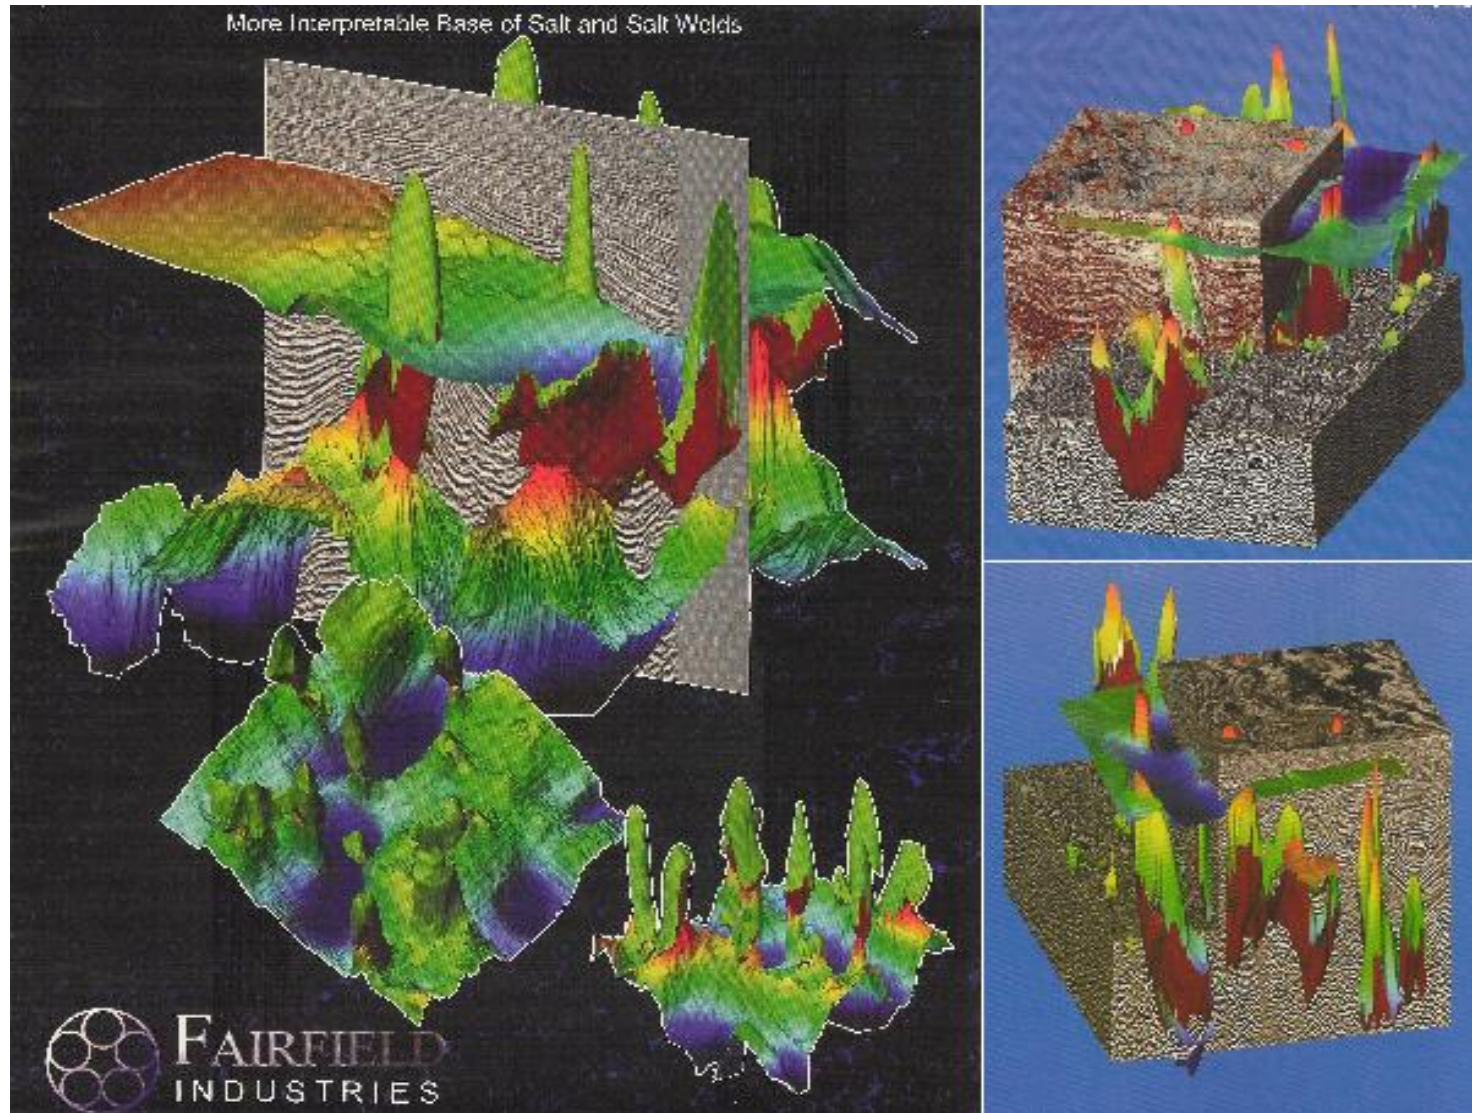 More Interpretable Base of Salt and Salt Welds
FAIRFIELD
INDUSTRIES